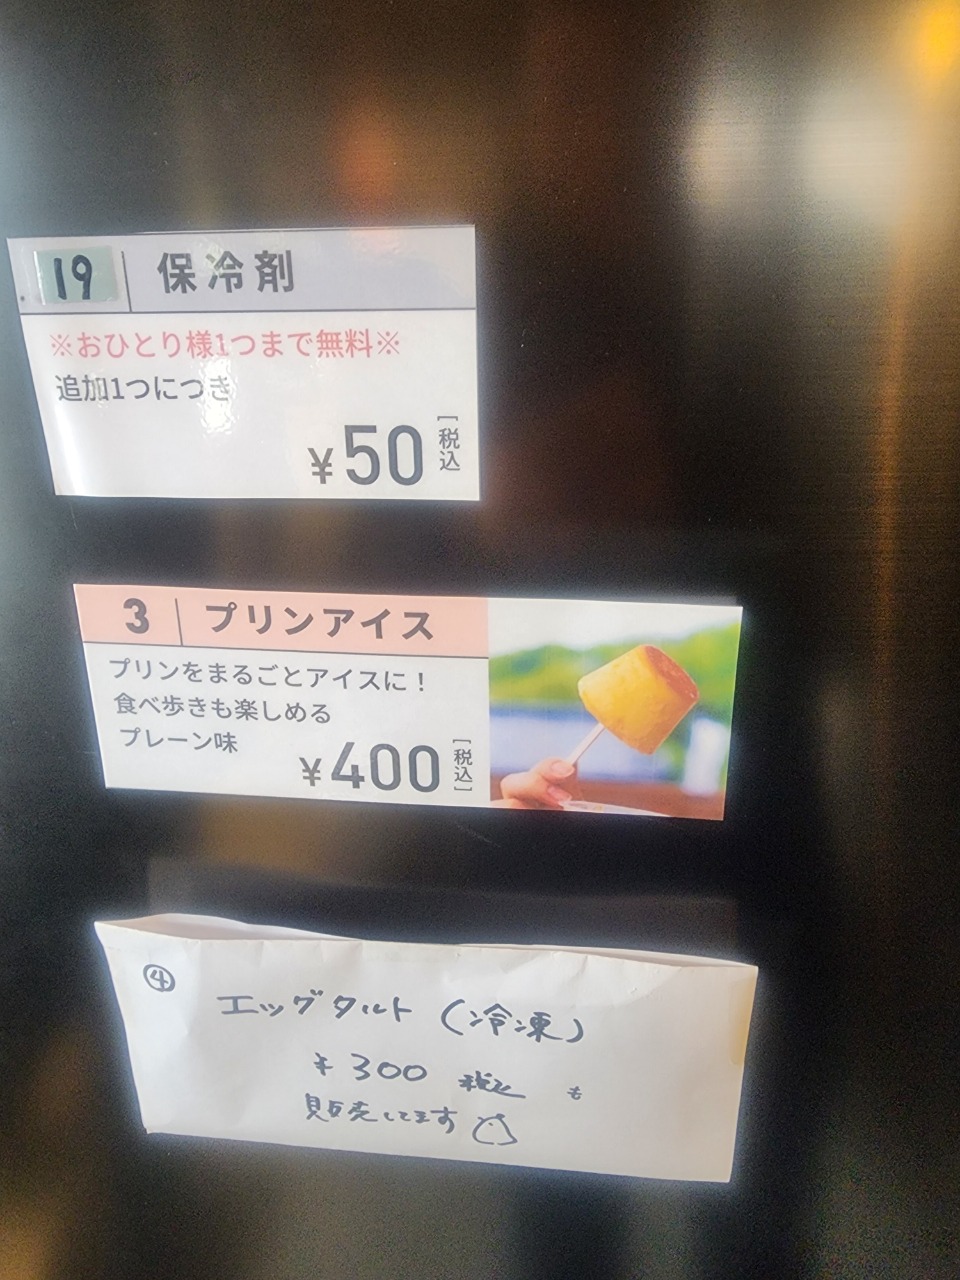 19 保冷剤
※おひとり様1つまで無料※
追加1つにつき
¥50 [税込
3 プリンアイス
プリンをまるごとアイスに！
食べ歩きも楽しめる
プレーン味
¥400 [税込]
④
エッグタルト（冷凍）
¥300 税込 も
販売してます